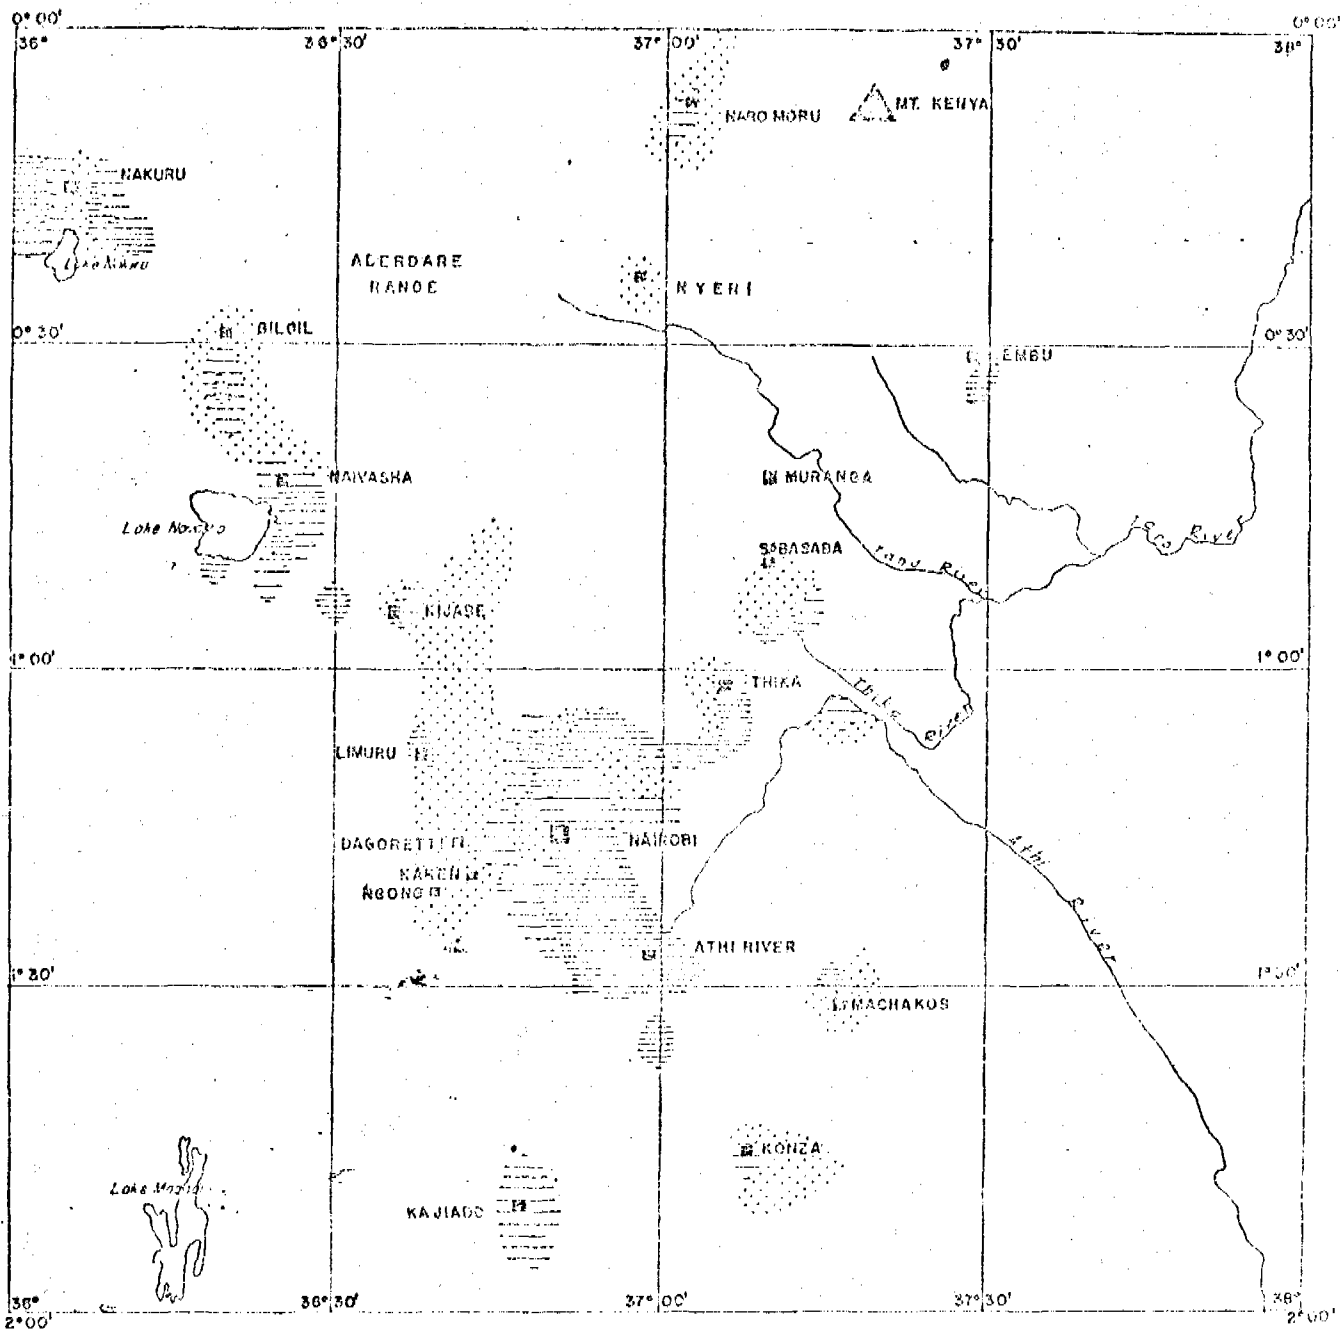 0° 00'
36°
36° 30'
37° 00'
37° 30'
38°
0° 00'
NARO MORU
MT. KENYA
NAKURU
ABERDARE
RANGE
NYERI
0° 30'
GILGIL
0° 30'
EMBU
NAIVASHA
MURANGA
Lake
SABASABA
Tana River
River
KIJABE
1° 00'
THIKA
1° 00'
Thika River
LIMURU
DAGORETTI
NAIROBI
KAREN
NGONG
Athi River
ATHI RIVER
1° 30'
1° 30'
MACHAKOS
KONZA
Lake
KAJIADO
36°
2° 00'
36° 30'
37° 00'
37° 30'
38°
2° 00'